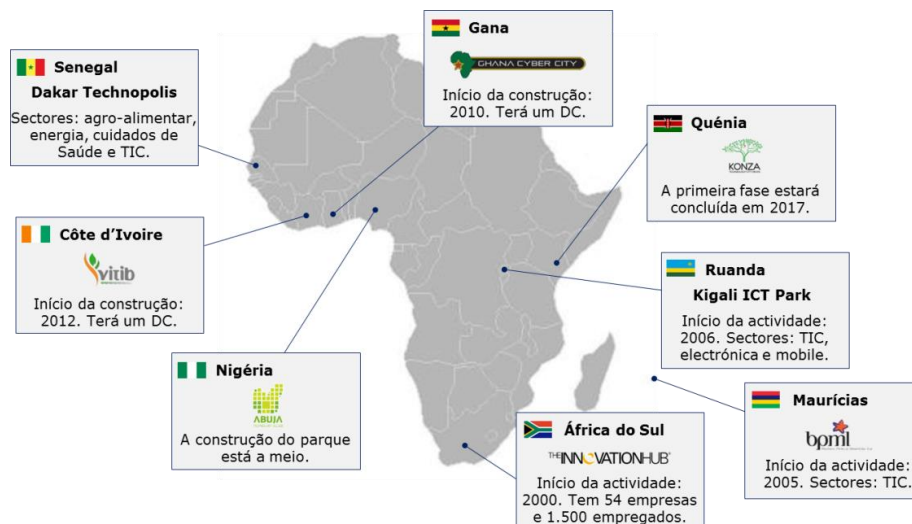 Gana
GHANA CYBER CITY
Início da construção:
2010. Terá um DC.
Senegal
Dakar Technopolis
Sectores: agro-alimentar,
energia, cuidados de
Saúde e TIC.
Quénia
KONZA
A primeira fase estará
concluída em 2017.
Côte d’Ivoire
vitib
Início da construção:
2012. Terá um DC.
Ruanda
Kigali ICT Park
Início da actividade:
2006. Sectores: TIC,
electrónica e mobile.
Nigéria
ABUJA
A construção do parque
está a meio.
África do Sul
THEINNOVATIONHUB
Início da actividade:
2000. Tem 54 empresas
e 1.500 empregados.
Maurícias
bpml
Início da actividade:
2005. Sectores: TIC.